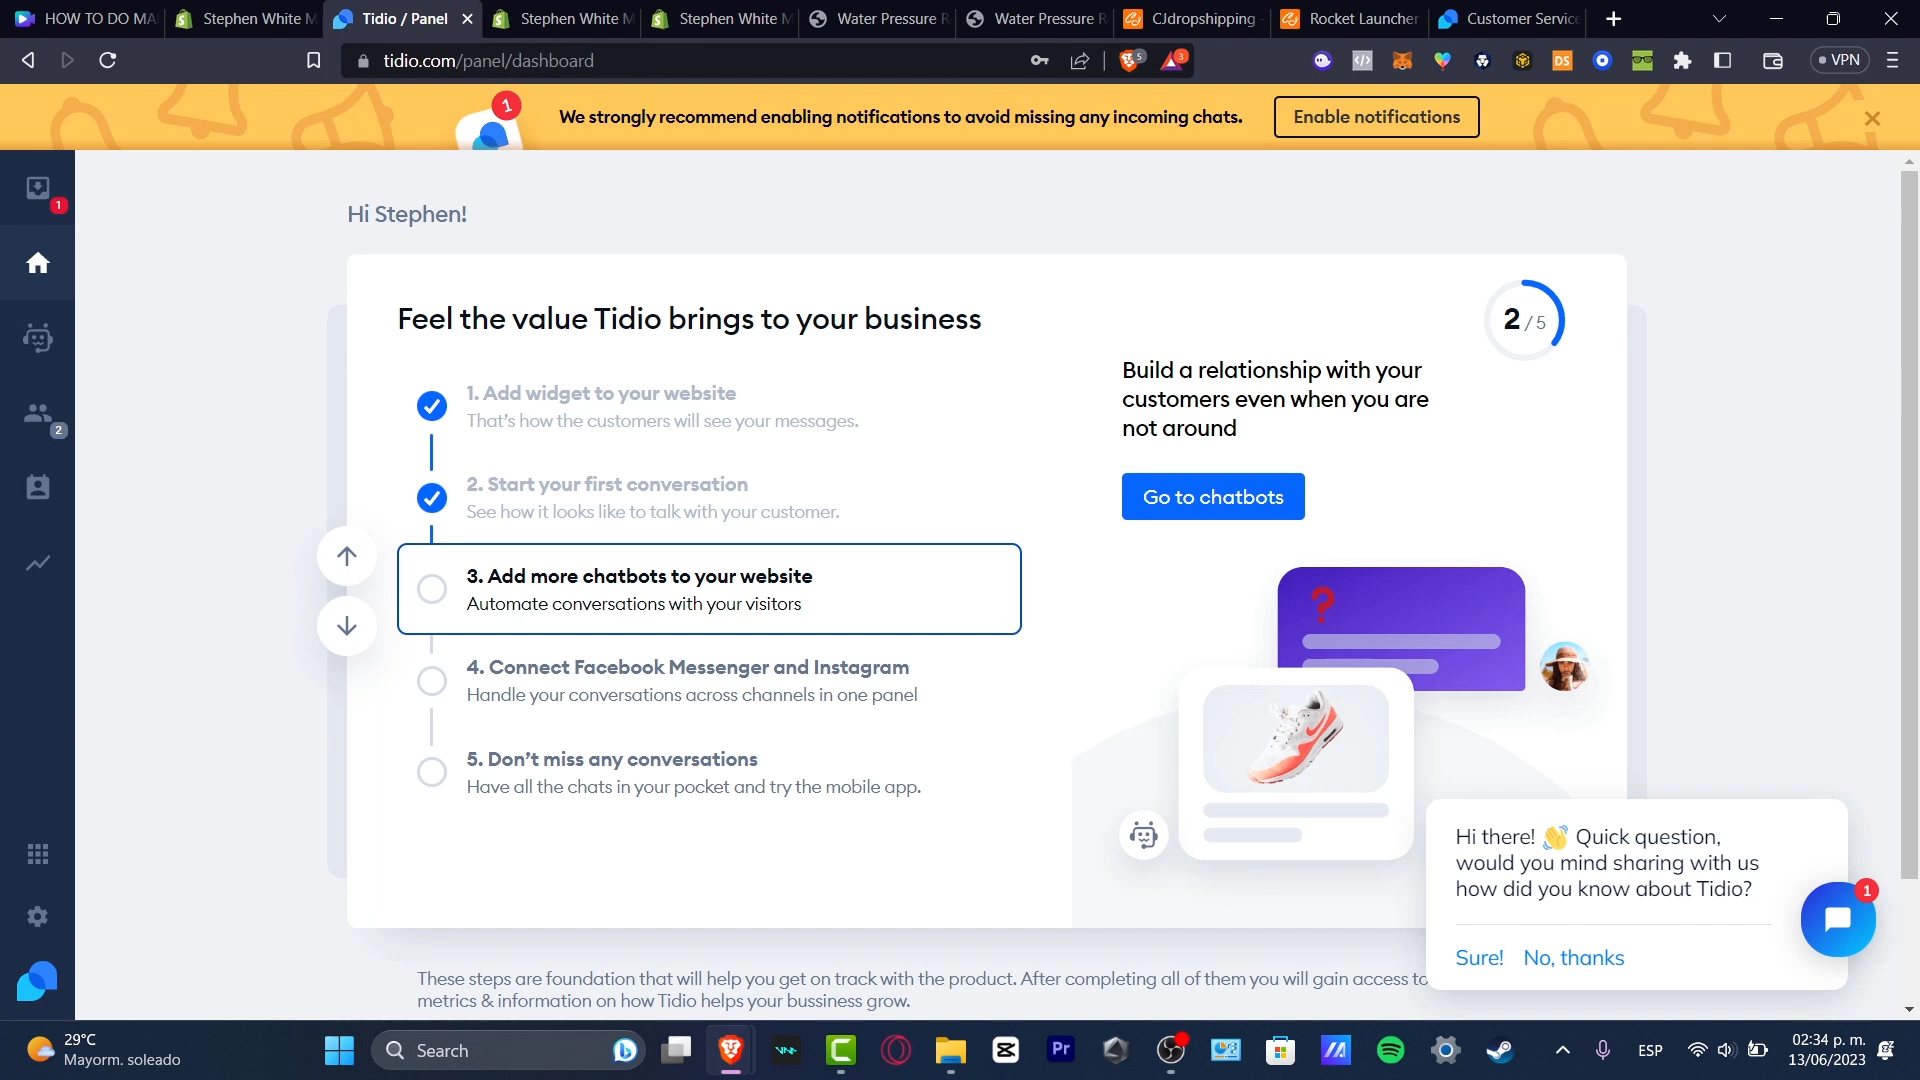 HOW TO DO MA
Stephen White M
Tidio / Panel
Stephen White M
Stephen White M
Water Pressure R
Water Pressure R
CJdropshipping -
Rocket Launcher
Customer Service
tidio.com/panel/dashboard
5
3
DS
VPN
1
We strongly recommend enabling notifications to avoid missing any incoming chats.
Enable notifications
1
Hi Stephen!
Feel the value Tidio brings to your business
2 / 5
1. Add widget to your website
That's how the customers will see your messages.
Build a relationship with your
customers even when you are
not around
2
2. Start your first conversation
See how it looks like to talk with your customer.
Go to chatbots
3. Add more chatbots to your website
Automate conversations with your visitors
?
4. Connect Facebook Messenger and Instagram
Handle your conversations across channels in one panel
5. Don't miss any conversations
Have all the chats in your pocket and try the mobile app.
Hi there! 👋 Quick question,
would you mind sharing with us
how did you know about Tidio?
1
Sure! No, thanks
These steps are foundation that will help you get on track with the product. After completing all of them you will gain access to
metrics & information on how Tidio helps your bussiness grow.
29°C
Mayorm. soleado
Search
Pr
ESP
02:34 p. m.
13/06/2023